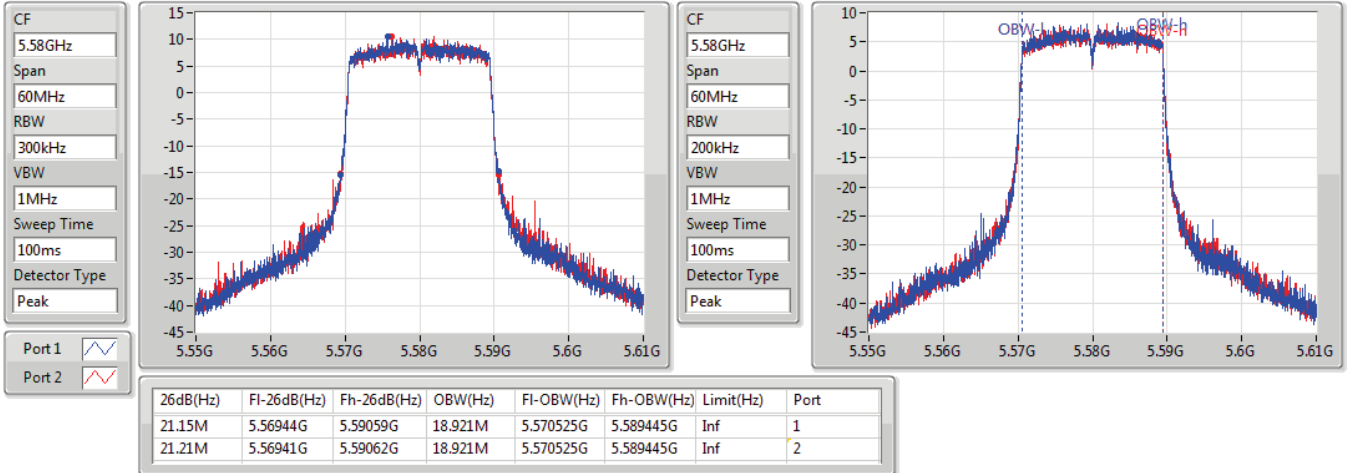 CF
5.58GHz
Span
60MHz
RBW
300kHz
VBW
1MHz
Sweep Time
100ms
Detector Type
Peak
Port 1
Port 2
15
10
5
0
-5
-10
-15
-20
-25
-30
-35
-40
-45
5.55G 5.56G 5.57G 5.58G 5.59G 5.6G 5.61G
CF
5.58GHz
Span
60MHz
RBW
200kHz
VBW
1MHz
Sweep Time
100ms
Detector Type
Peak
10
5
0
-5
-10
-15
-20
-25
-30
-35
-40
-45
OBW-l OBW-h
OBW-h
5.55G 5.56G 5.57G 5.58G 5.59G 5.6G 5.61G
26dB(Hz) Fl-26dB(Hz) Fh-26dB(Hz) OBW(Hz) Fl-OBW(Hz) Fh-OBW(Hz) Limit(Hz) Port
21.15M 5.56944G 5.59059G 18.921M 5.570525G 5.589445G Inf 1
21.21M 5.56941G 5.59062G 18.921M 5.570525G 5.589445G Inf 2